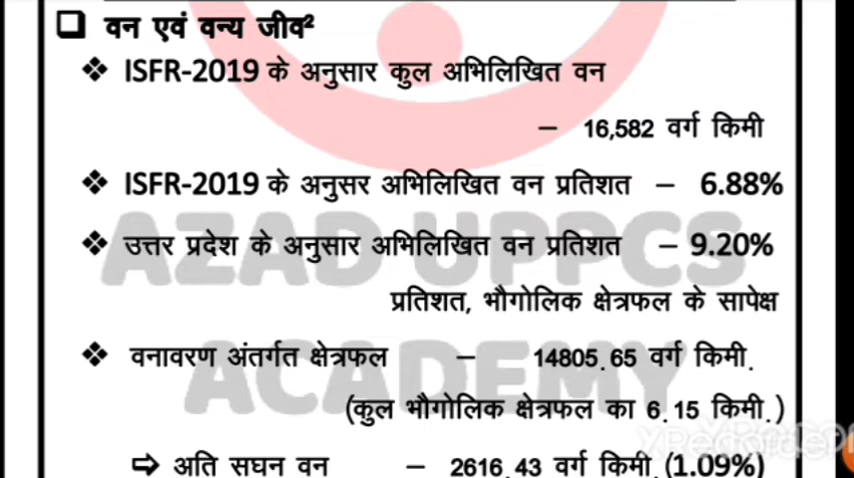 ❑ वन एवं वन्य जीव²
❖ ISFR-2019 के अनुसार कुल अभिलिखित वन
– 16,582 वर्ग किमी
❖ ISFR-2019 के अनुसर अभिलिखित वन प्रतिशत – 6.88%
❖ उत्तर प्रदेश के अनुसार अभिलिखित वन प्रतिशत – 9.20%
प्रतिशत, भौगोलिक क्षेत्रफल के सापेक्ष
❖ वनावरण अंतर्गत क्षेत्रफल – 14805.65 वर्ग किमी.
(कुल भौगोलिक क्षेत्रफल का 6.15 किमी.)
➩ अति सघन वन – 2616.43 वर्ग किमी. (1.09%)
AZAD UPPCS
ACADEMY
XRecorder